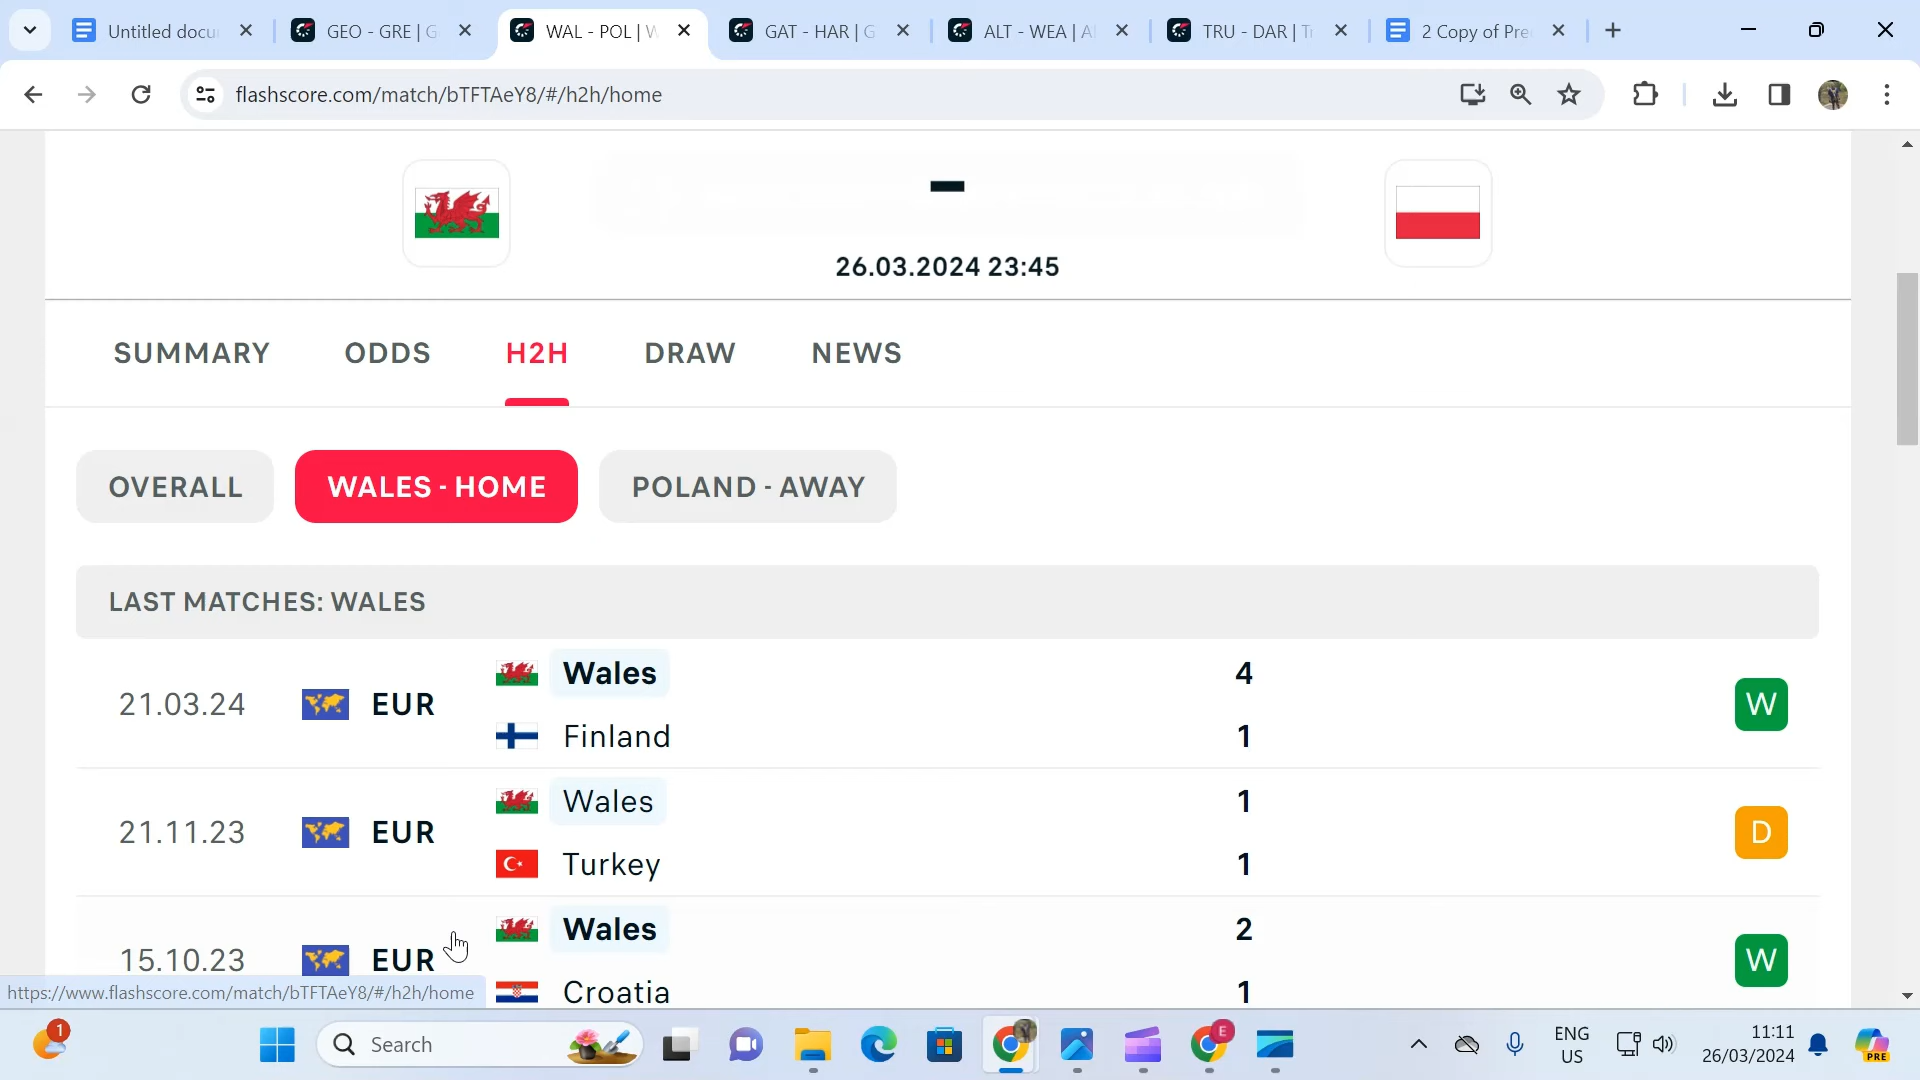 Untitled docu
GEO - GRE | G
WAL - POL | W
GAT - HAR | G
ALT - WEA | Al
TRU - DAR | Tr
2 Copy of Pre
flashscore.com/match/bTFTAeY8/#/h2h/home
26.03.2024 23:45
SUMMARY ODDS H2H DRAW NEWS
OVERALL WALES - HOME POLAND - AWAY
LAST MATCHES: WALES
Wales 4
21.03.24 EUR W
Finland 1
Wales 1
21.11.23 EUR D
Turkey 1
Wales 2
15.10.23 EUR W
Croatia 1
https://www.flashscore.com/match/bTFTAeY8/#/h2h/home
1
Search
E
ENG
US
11:11
26/03/2024
PRE